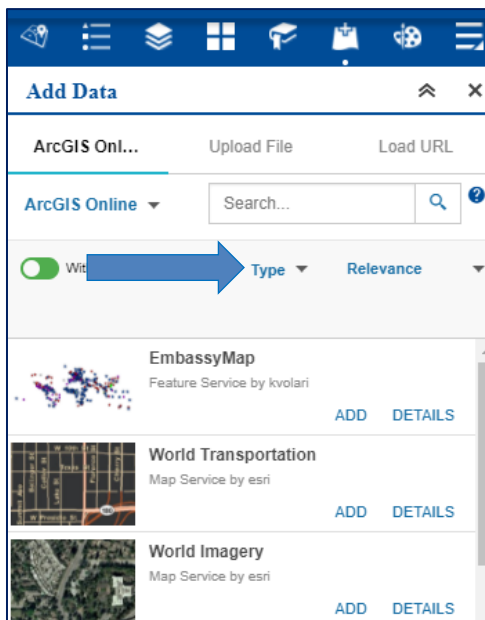 Add Data
ArcGIS Onl... Upload File Load URL
ArcGIS Online Search... ?
Type Relevance
EmbassyMap
Feature Service by kvolari
ADD DETAILS
World Transportation
Map Service by esri
ADD DETAILS
World Imagery
Map Service by esri
ADD DETAILS